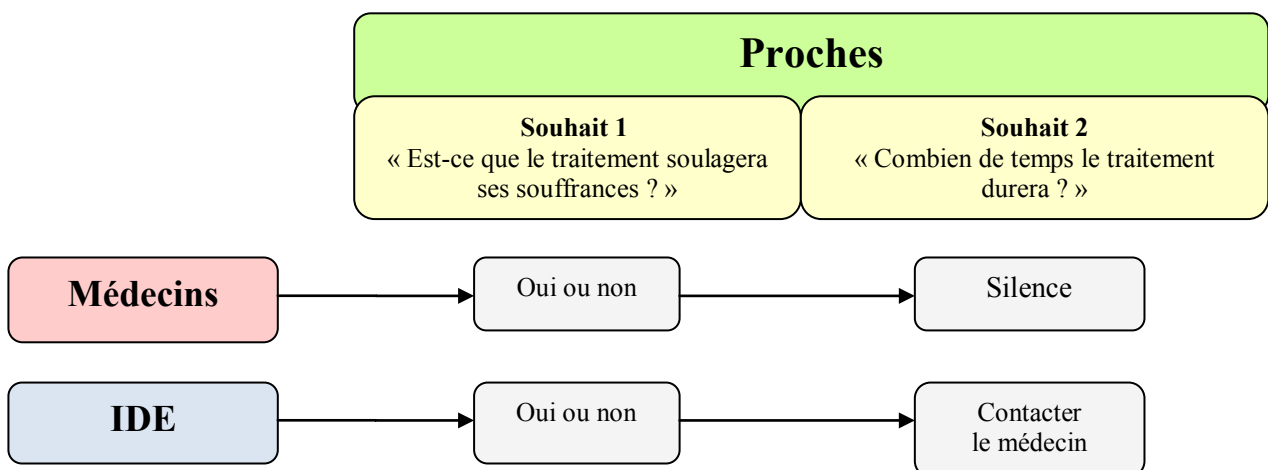 Proches
Souhait 1
« Est-ce que le traitement soulagera
ses souffrances ? »
Souhait 2
« Combien de temps le traitement
durera ? »
Médecins
Oui ou non
Silence
IDE
Oui ou non
Contacter
le médecin